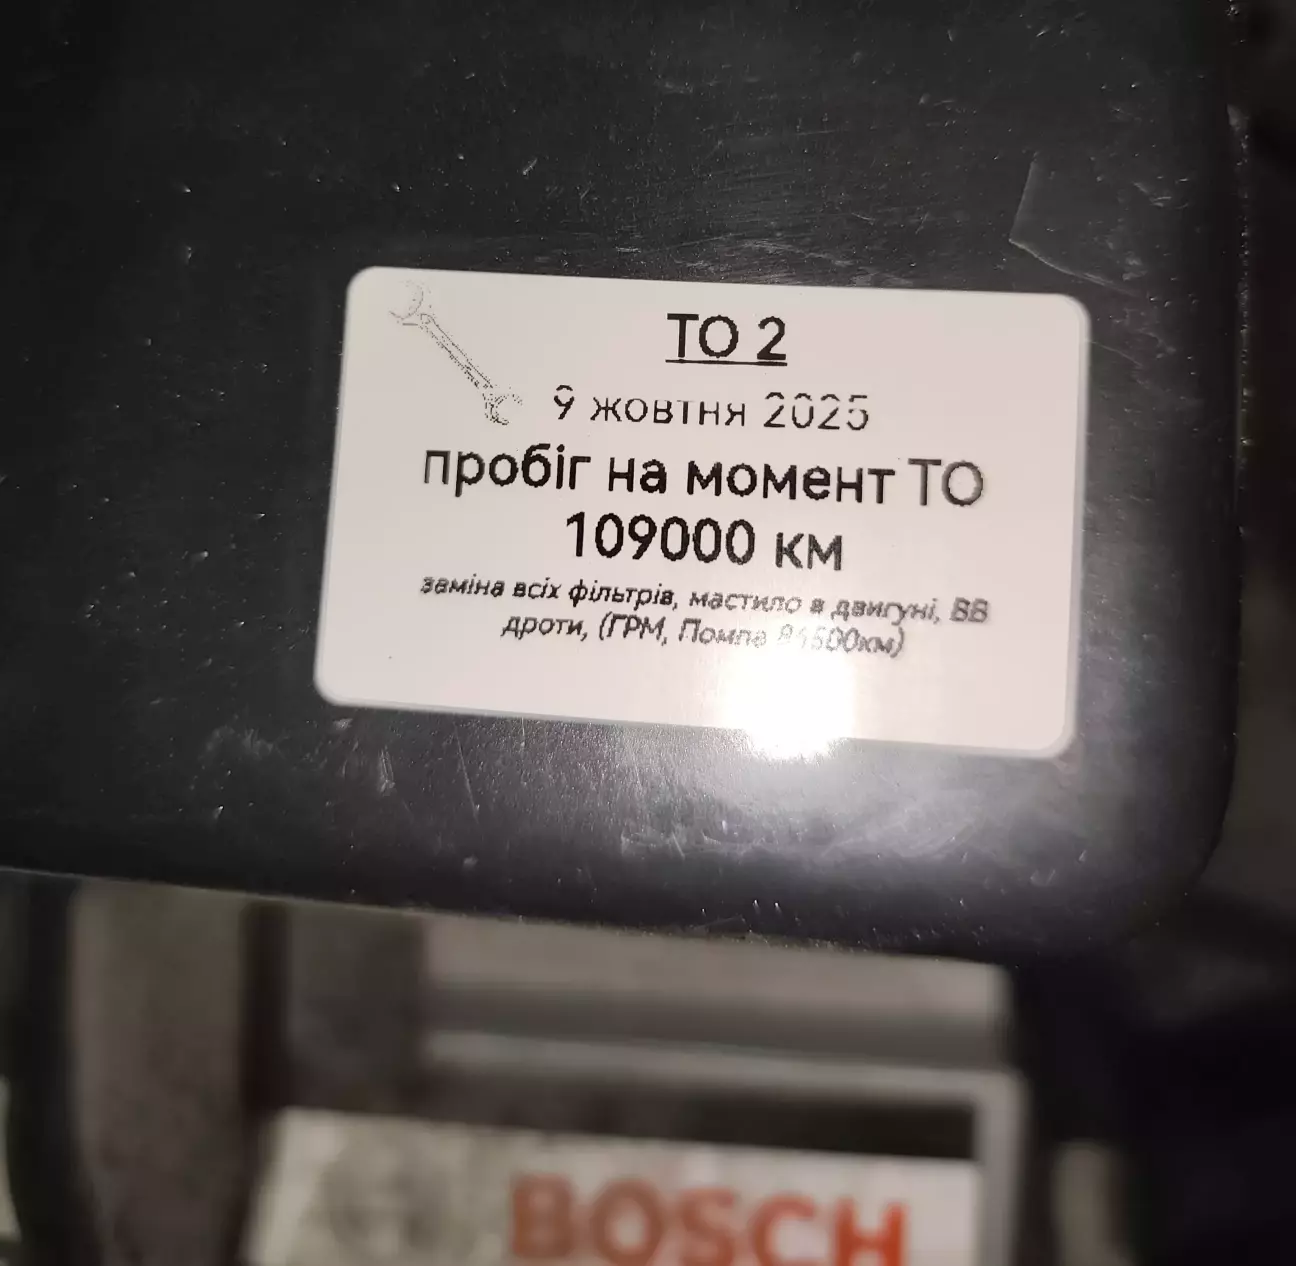 ТО 2
9 жовтня 2025
пробіг на момент ТО
109000 км
заміна всіх фільтрів, мастило в двигуні, ВВ
дроти, (ГРМ, Помпа
BOSCH